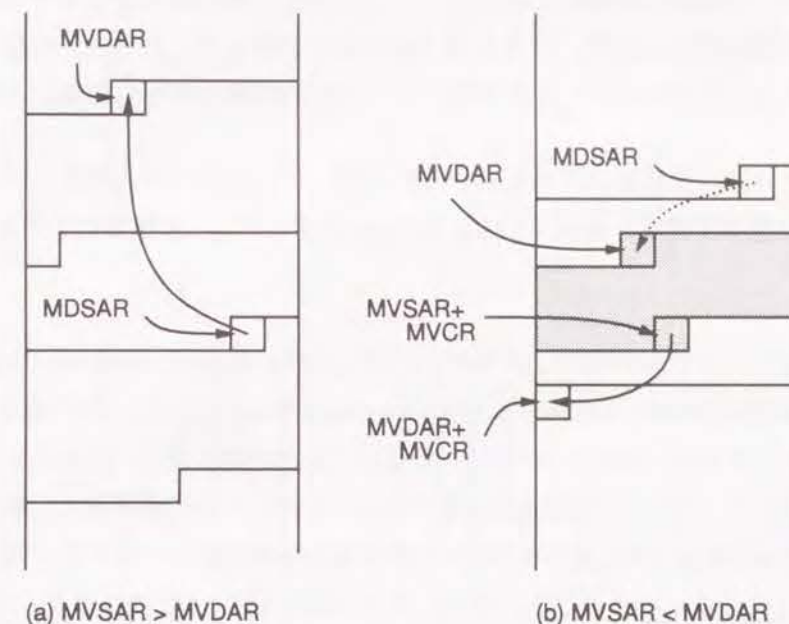 MVDAR
MDSAR
(a) MVSAR > MVDAR
MDSAR
MVDAR
MVSAR+
MVCR
MVDAR+
MVCR
(b) MVSAR < MVDAR